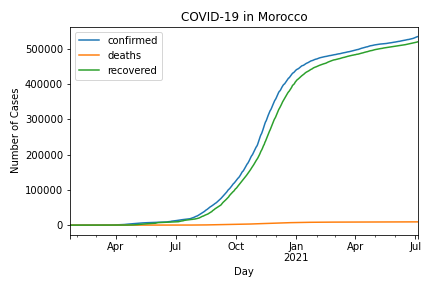 COVID-19 in Morocco
confirmed
deaths
recovered
Number of Cases
500000
400000
300000
200000
100000
0
Apr
Jul
Oct
Jan
2021
Apr
Jul
Day